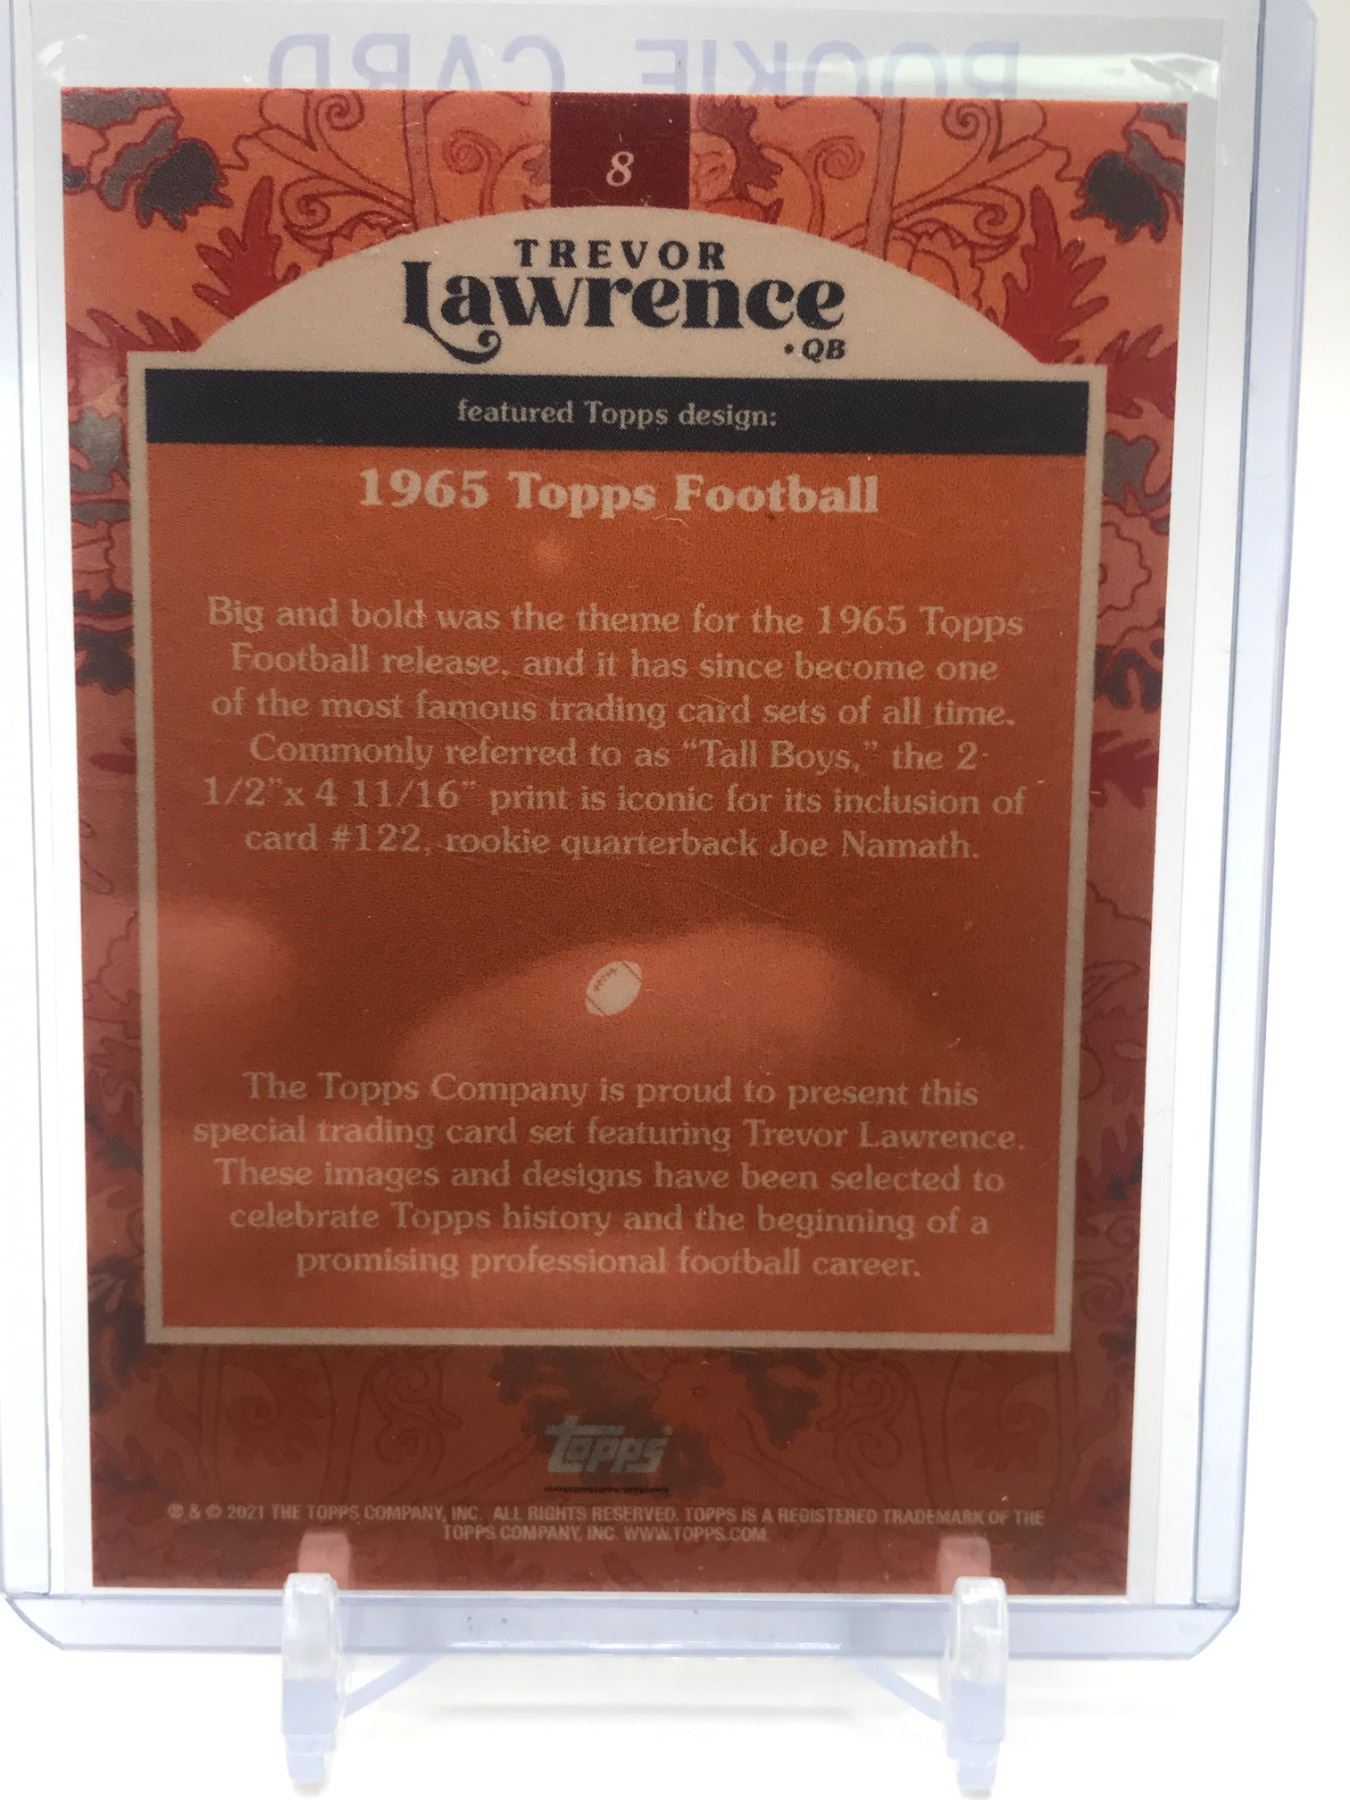 ROOKIE CARD
8
TREVOR
Lawrence
• QB
featured Topps design:
1965 Topps Football
Big and bold was the theme for the 1965 Topps
Football release, and it has since become one
of the most famous trading card sets of all time.
Commonly referred to as “Tall Boys,” the 2-
1/2”x 4 11/16” print is iconic for its inclusion of
card #122, rookie quarterback Joe Namath.
The Topps Company is proud to present this
special trading card set featuring Trevor Lawrence.
These images and designs have been selected to
celebrate Topps history and the beginning of a
promising professional football career.
topps
® & © 2021 THE TOPPS COMPANY, INC. ALL RIGHTS RESERVED. TOPPS IS A REGISTERED TRADEMARK OF THE
TOPPS COMPANY, INC. WWW.TOPPS.COM